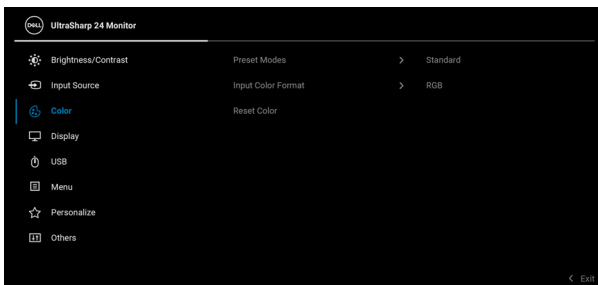 DELL UltraSharp 24 Monitor
Brightness/Contrast Preset Modes > Standard
Input Source Input Color Format > RGB
Color Reset Color
Display
USB
Menu
Personalize
Others
< Exit